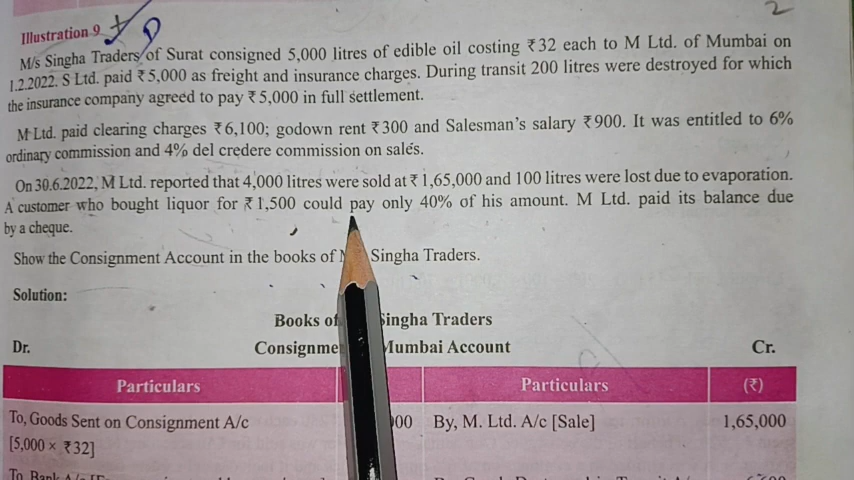 2
Illustration 9
M/s Singha Traders of Surat consigned 5,000 litres of edible oil costing ₹32 each to M Ltd. of Mumbai on
1.2.2022. S Ltd. paid ₹5,000 as freight and insurance charges. During transit 200 litres were destroyed for which
the insurance company agreed to pay ₹5,000 in full settlement.
M Ltd. paid clearing charges ₹6,100; godown rent ₹300 and Salesman's salary ₹900. It was entitled to 6%
ordinary commission and 4% del credere commission on sales.
On 30.6.2022, M Ltd. reported that 4,000 litres were sold at ₹1,65,000 and 100 litres were lost due to evaporation.
A customer who bought liquor for ₹1,500 could pay only 40% of his amount. M Ltd. paid its balance due
by a cheque.
Show the Consignment Account in the books of Singha Traders.
Solution:
Books of Singha Traders
Dr. Consignme Mumbai Account Cr.
Particulars Particulars (₹)
To, Goods Sent on Consignment A/c 00 By, M. Ltd. A/c [Sale] 1,65,000
[5,000 × ₹32]